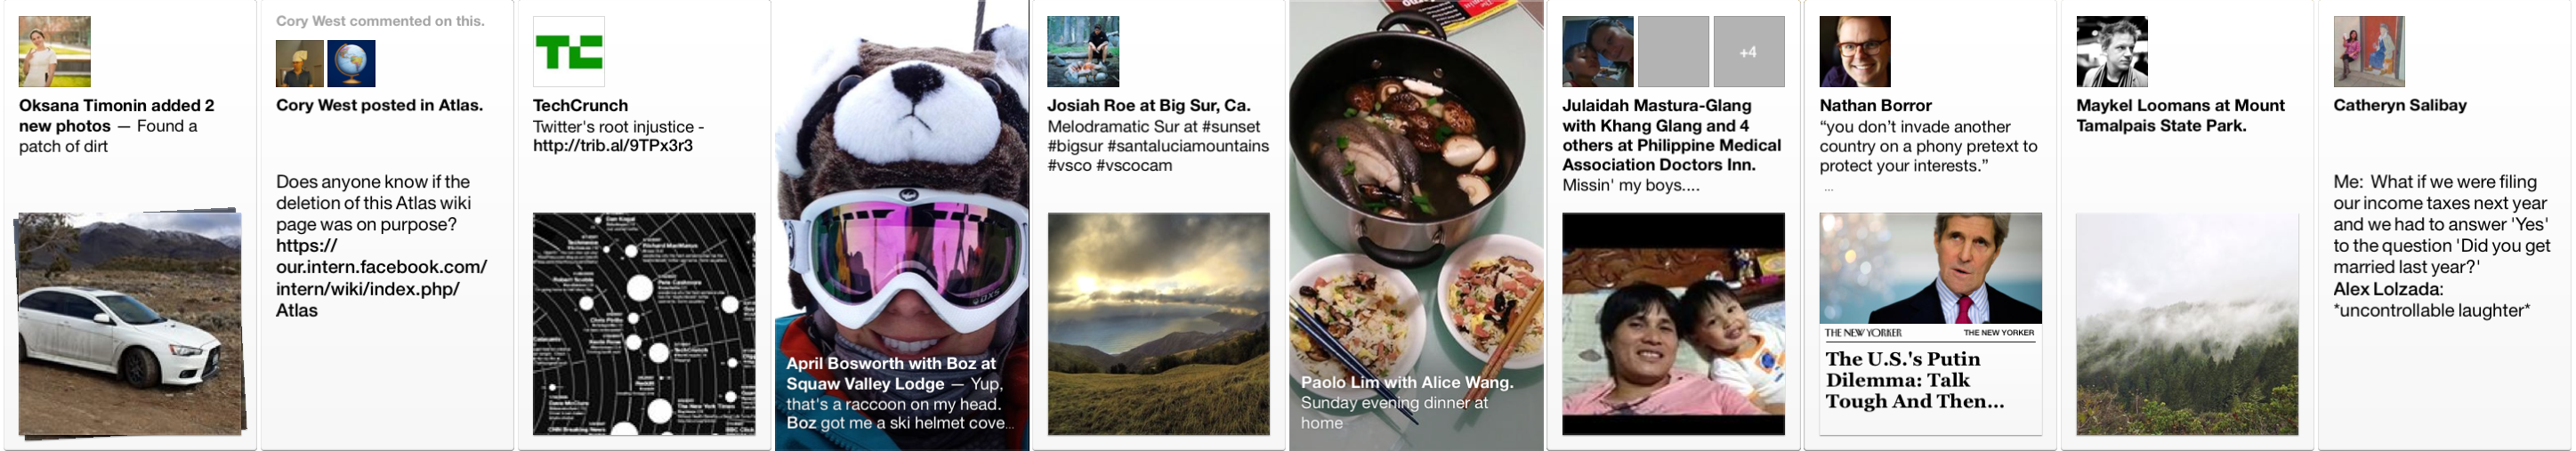 Oksana Timonin added 2
new photos — Found a
patch of dirt
Cory West commented on this.
Cory West posted in Atlas.
Does anyone know if the
deletion of this Atlas wiki
page was on purpose?
https://
our.intern.facebook.com/
intern/wiki/index.php/
Atlas
TC
TechCrunch
Twitter's root injustice -
http://trib.al/9TPx3r3
April Bosworth with Boz at
Squaw Valley Lodge — Yup,
that's a raccoon on my head.
Boz got me a ski helmet cove...
Josiah Roe at Big Sur, Ca.
Melodramatic Sur at #sunset
#bigsur #santaluciamountains
#vsco #vscocam
Paolo Lim with Alice Wang.
Sunday evening dinner at
home
+4
Julaidah Mastura-Glang
with Khang Glang and 4
others at Philippine Medical
Association Doctors Inn.
Missin' my boys....
Nathan Borror
“you don’t invade another
country on a phony pretext to
protect your interests.”
...
THE NEW YORKER THE NEW YORKER
The U.S.'s Putin
Dilemma: Talk
Tough And Then...
Maykel Loomans at Mount
Tamalpais State Park.
Catheryn Salibay
Me: What if we were filing
our income taxes next year
and we had to answer 'Yes'
to the question 'Did you get
married last year?'
Alex Lolzada:
*uncontrollable laughter*